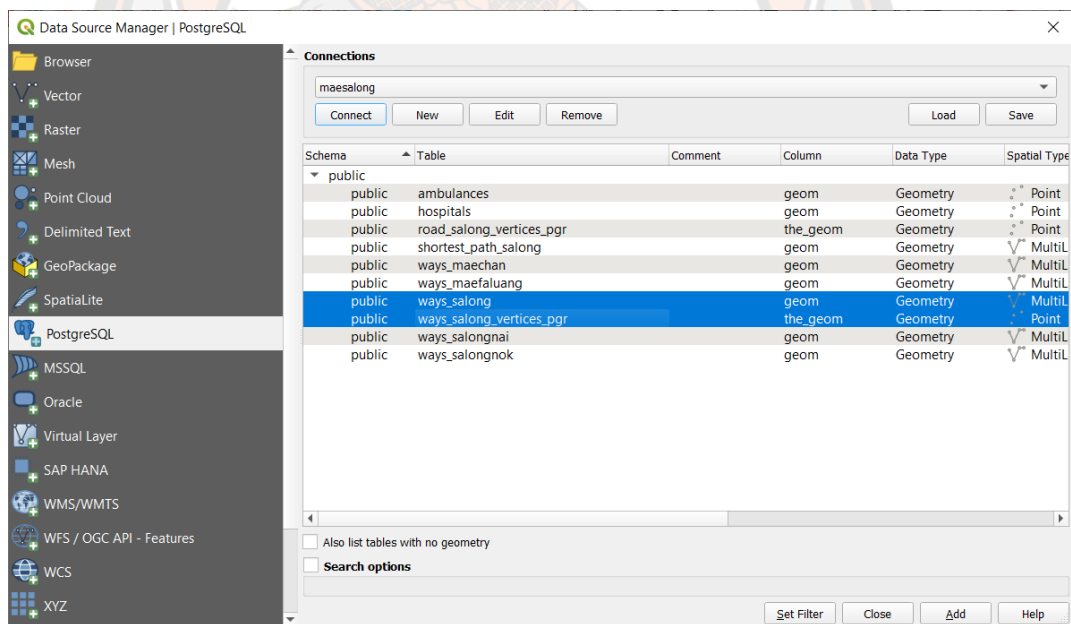 Data Source Manager | PostgreSQL
Browser
Vector
Raster
Mesh
Point Cloud
Delimited Text
GeoPackage
SpatiaLite
PostgreSQL
MSSQL
Oracle
Virtual Layer
SAP HANA
WMS/WMTS
WFS / OGC API - Features
WCS
XYZ
Connections
maesalong
Connect New Edit Remove Load Save
Schema Table Comment Column Data Type Spatial Type
public
public ambulances geom Geometry Point
public hospitals geom Geometry Point
public road_salong_vertices_pgr the_geom Geometry Point
public shortest_path_salong geom Geometry MultiL
public ways_maechan geom Geometry MultiL
public ways_maefaluang geom Geometry MultiL
public ways_salong geom Geometry MultiL
public ways_salong_vertices_pgr the_geom Geometry Point
public ways_salongnai geom Geometry MultiL
public ways_salongnok geom Geometry MultiL
Also list tables with no geometry
Search options
Set Filter Close Add Help